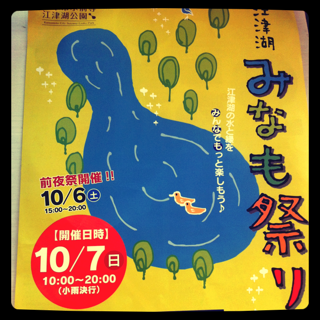 江津湖公園
江津湖
みなも祭り
江津湖の水と緑を
みんなでもっと楽しもう♪
前夜祭開催!!
10/6土
15:00~20:00
【開催日時】
10/7日
10:00~20:00
(小雨決行)